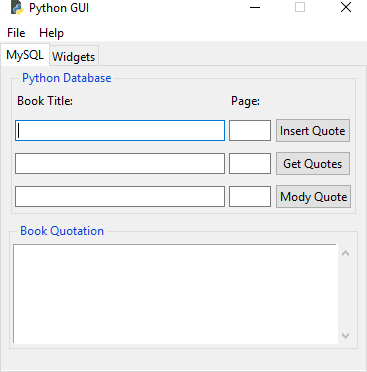 Python GUI
File Help
MySQL Widgets
Python Database
Book Title: Page:
Insert Quote
Get Quotes
Mody Quote
Book Quotation